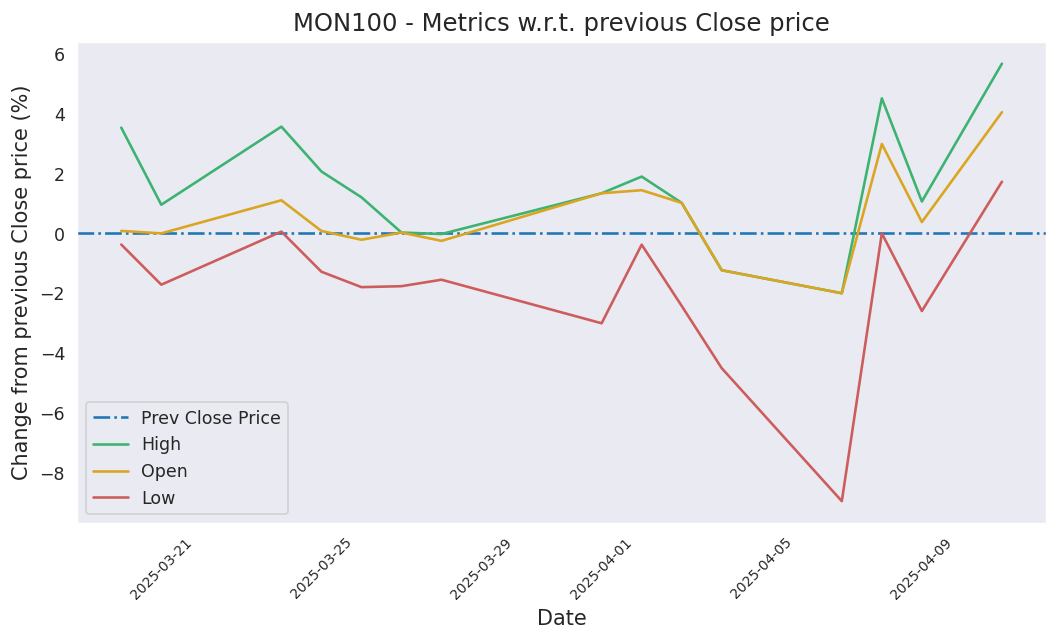 MON100 - Metrics w.r.t. previous Close price
Change from previous Close price (%)
6
4
2
0
−2
−4
−6
−8
Prev Close Price
High
Open
Low
2025-03-21
2025-03-25
2025-03-29
2025-04-01
2025-04-05
2025-04-09
Date